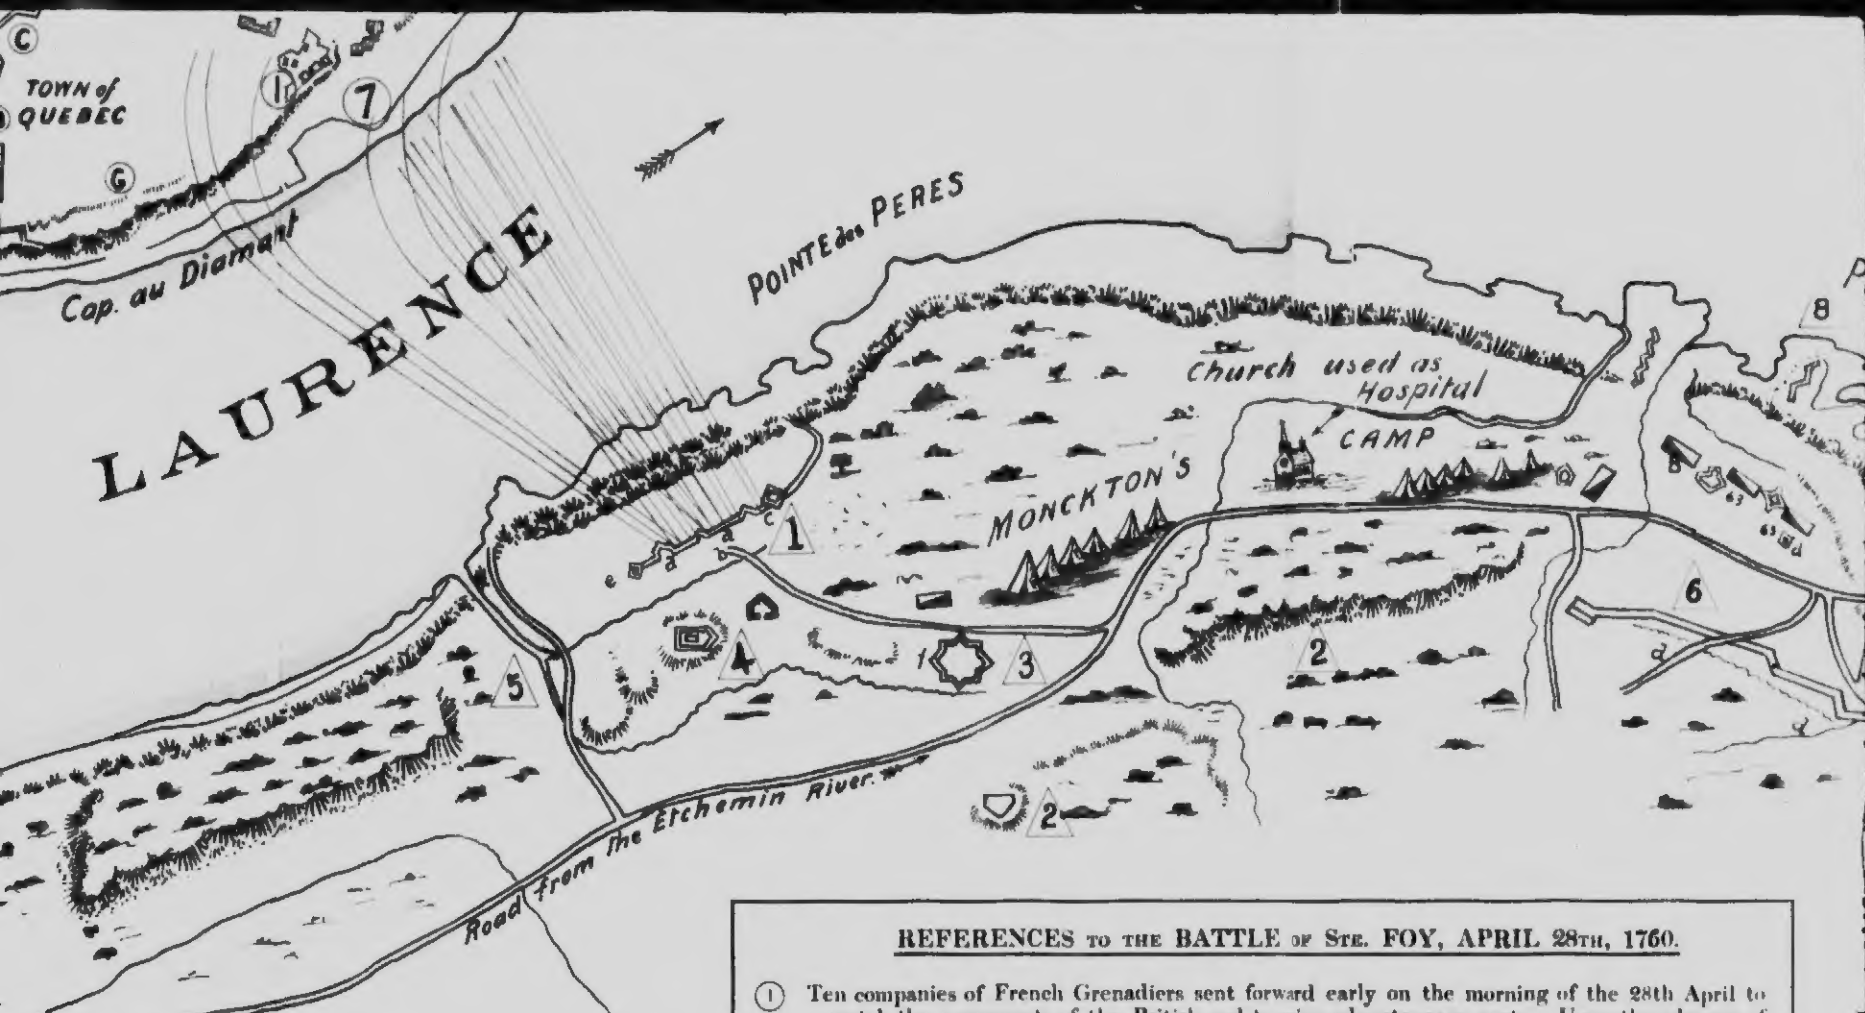 C
TOWN of
QUEBEC
1
7
G
Cap. au Diamant
LAURENCE
POINTE des PERES
8
Church used as
Hospital
CAMP
MONCKTON'S
B
63
63
d
a
c
1
b
a
e
6
2
4
f
3
5
d
d
2
Road from the Etchemin River.
REFERENCES TO THE BATTLE OF STE. FOY, APRIL 28TH, 1760.
1 Ten companies of French Grenadiers sent forward early on the morning of the 28th April to